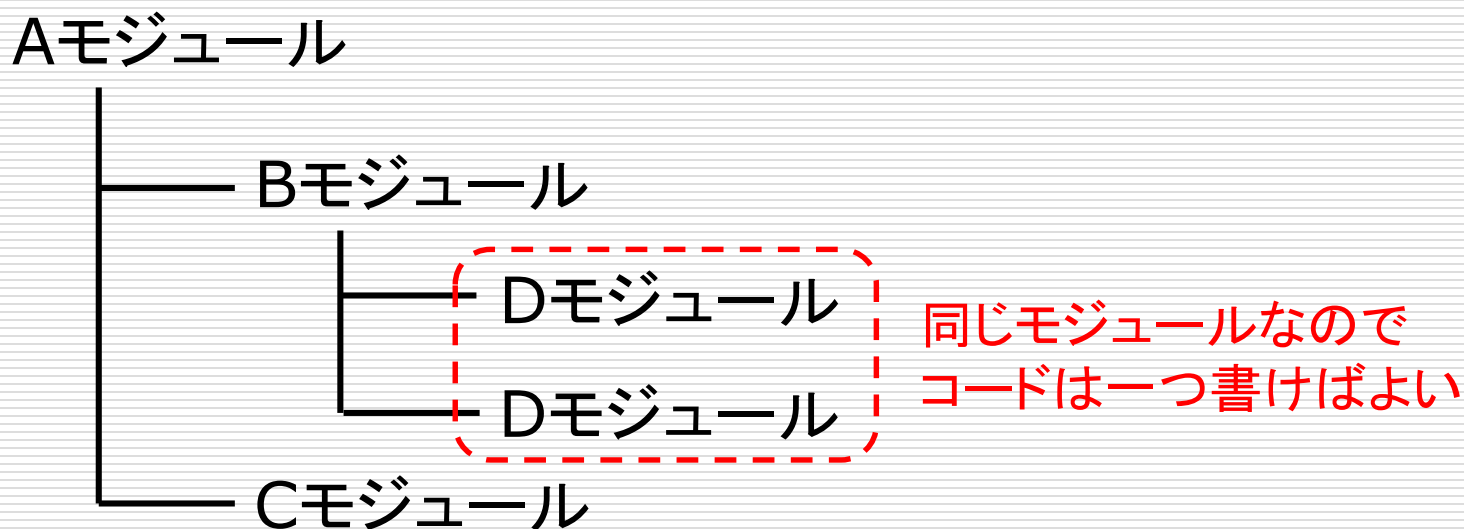 Aモジュール
Bモジュール
Dモジュール
同じモジュールなので
コードは一つ書けばよい
Dモジュール
Cモジュール